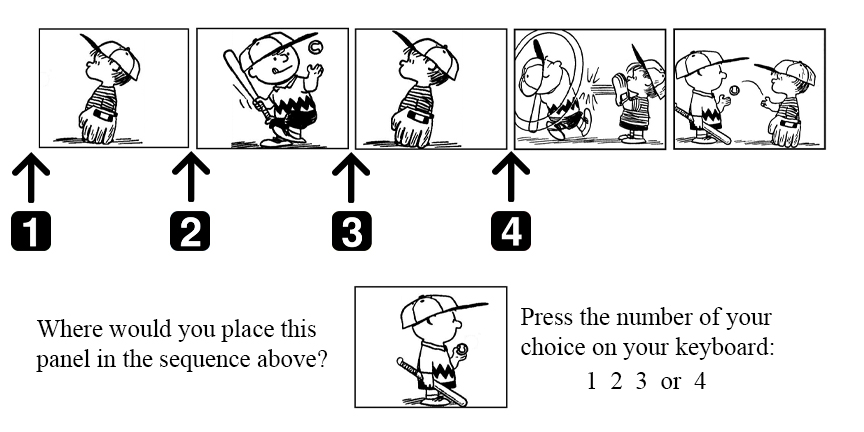 1
2
3
4
Where would you place this
panel in the sequence above?
Press the number of your
choice on your keyboard:
1 2 3 or 4